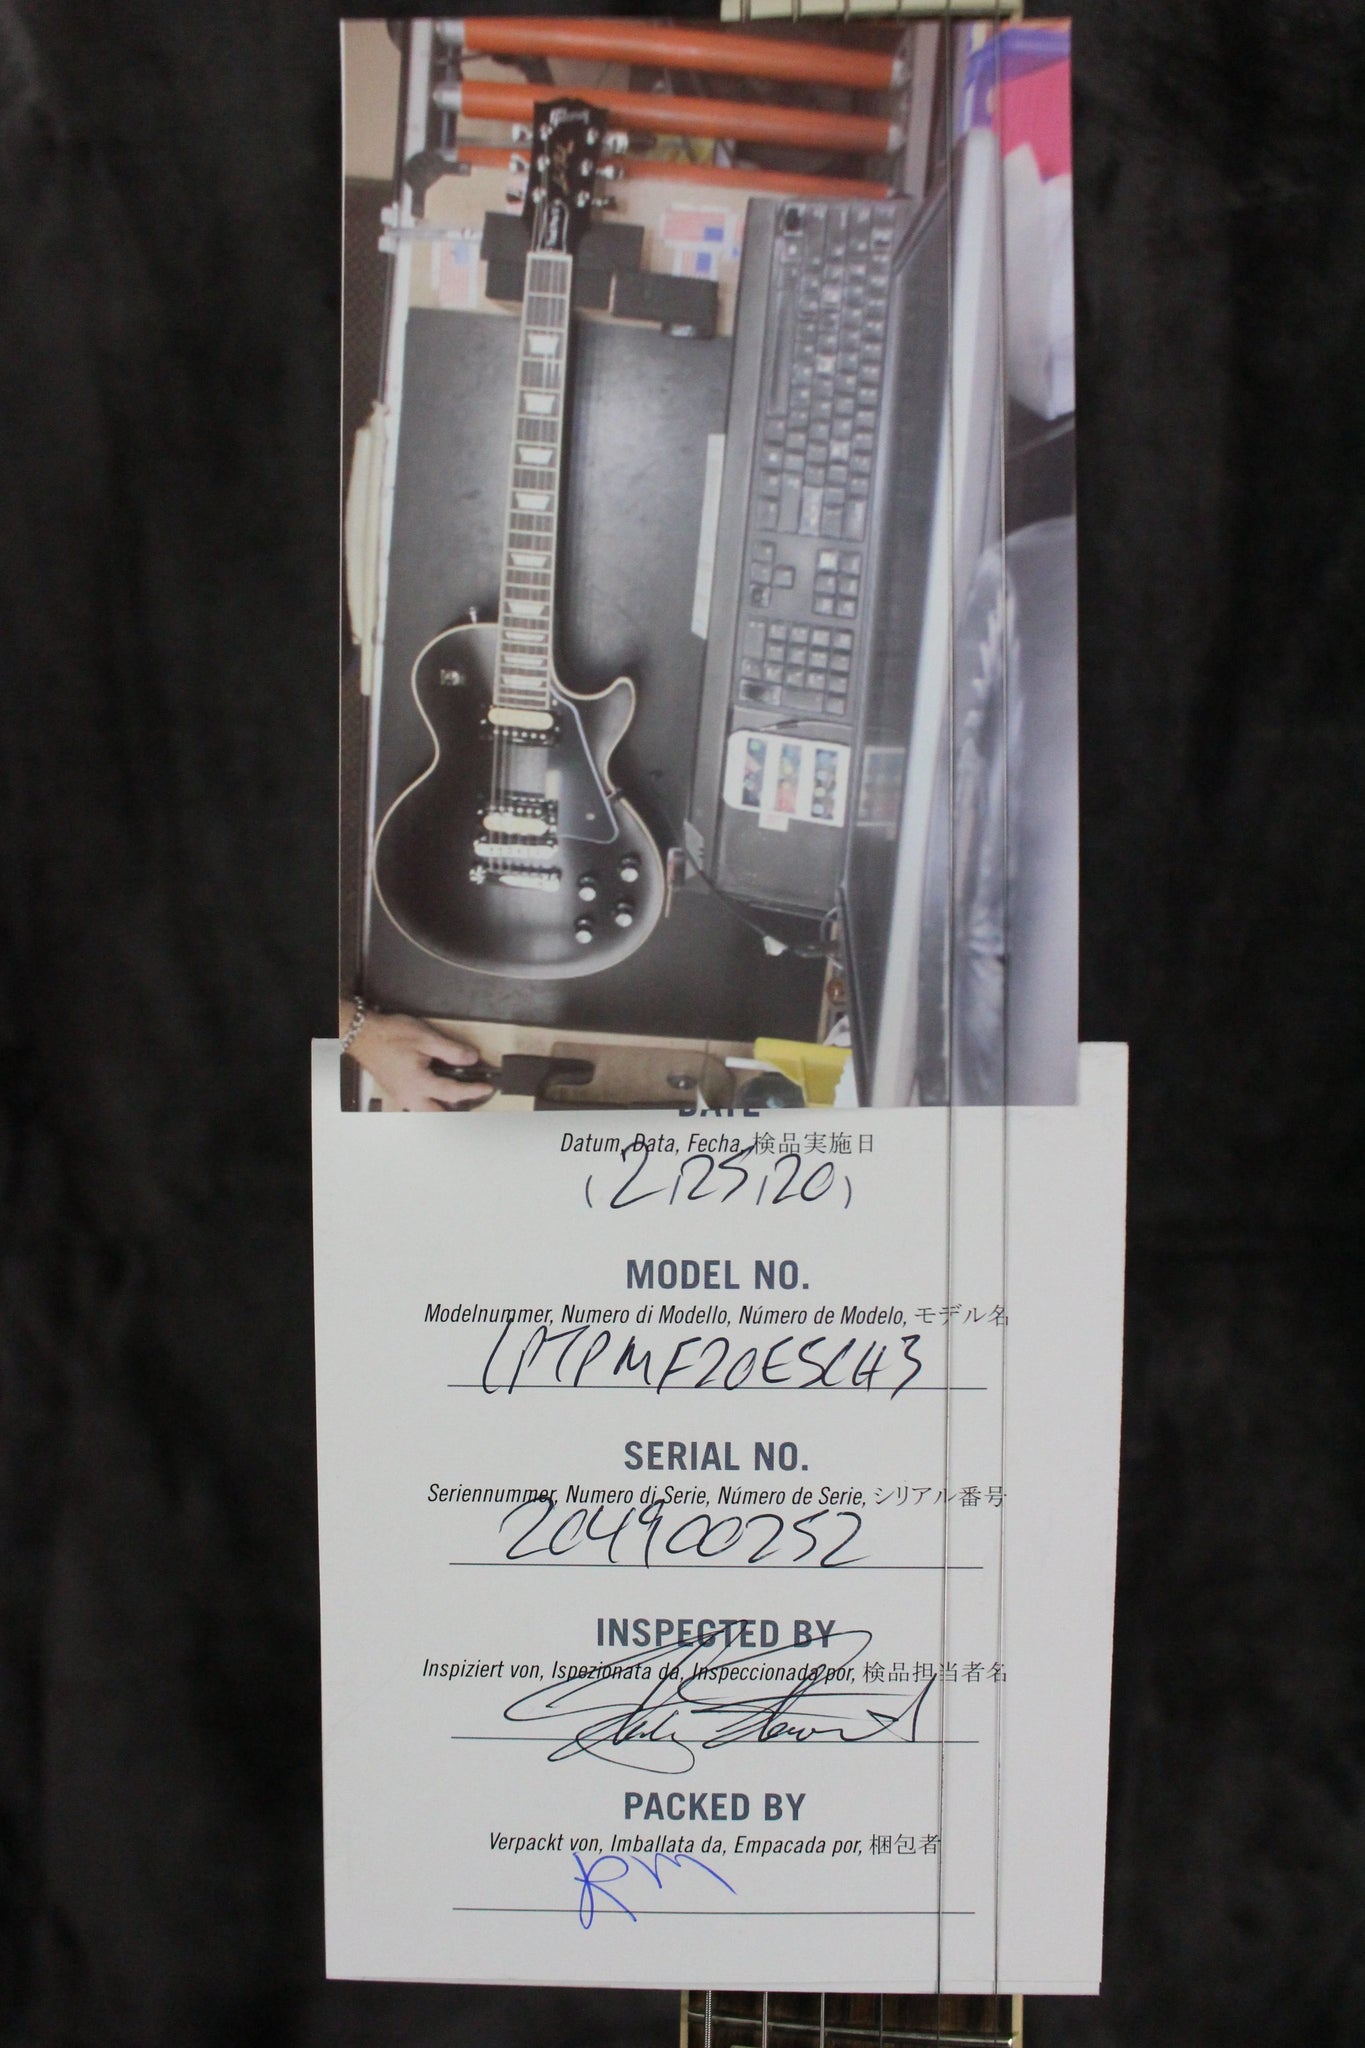 Gibson
DATE
Datum, Data, Fecha, 検品実施日
(2,25,20)
MODEL NO.
Modelnummer, Numero di Modello, Número de Modelo, モデル名
LPTPMF20ESCH3
SERIAL NO.
Seriennummer, Numero di Serie, Número de Serie, シリアル番号
204900252
INSPECTED BY
Inspiziert von, Ispezionata da, Inspeccionada por, 検品担当者名
PACKED BY
Verpackt von, Imballata da, Empacada por, 梱包者
RM